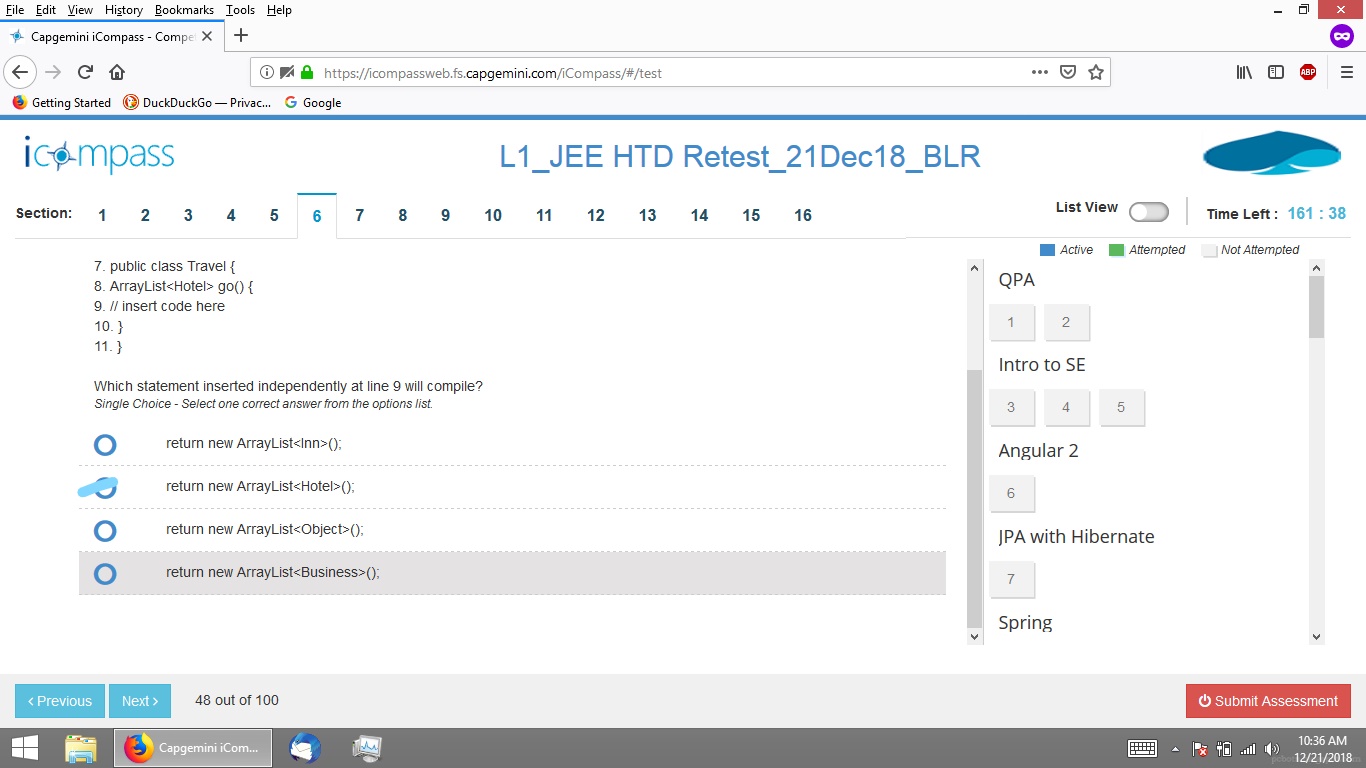 File Edit View History Bookmarks Tools Help
Capgemini iCompass - Compe
https://icompassweb.fs.capgemini.com/iCompass/#/test
ABP
Getting Started DuckDuckGo — Privac... Google
icompass
L1_JEE HTD Retest_21Dec18_BLR
Section: 1 2 3 4 5 6 7 8 9 10 11 12 13 14 15 16
List View
Time Left : 161 : 38
Active Attempted Not Attempted
7. public class Travel {
8. ArrayList<Hotel> go() {
9. // insert code here
10. }
11. }
Which statement inserted independently at line 9 will compile?
Single Choice - Select one correct answer from the options list.
return new ArrayList<Inn>();
return new ArrayList<Hotel>();
return new ArrayList<Object>();
return new ArrayList<Business>();
QPA
1 2
Intro to SE
3 4 5
Angular 2
6
JPA with Hibernate
7
Spring
Previous Next 48 out of 100
Submit Assessment
Capgemini iCom...
10:36 AM
12/21/2018